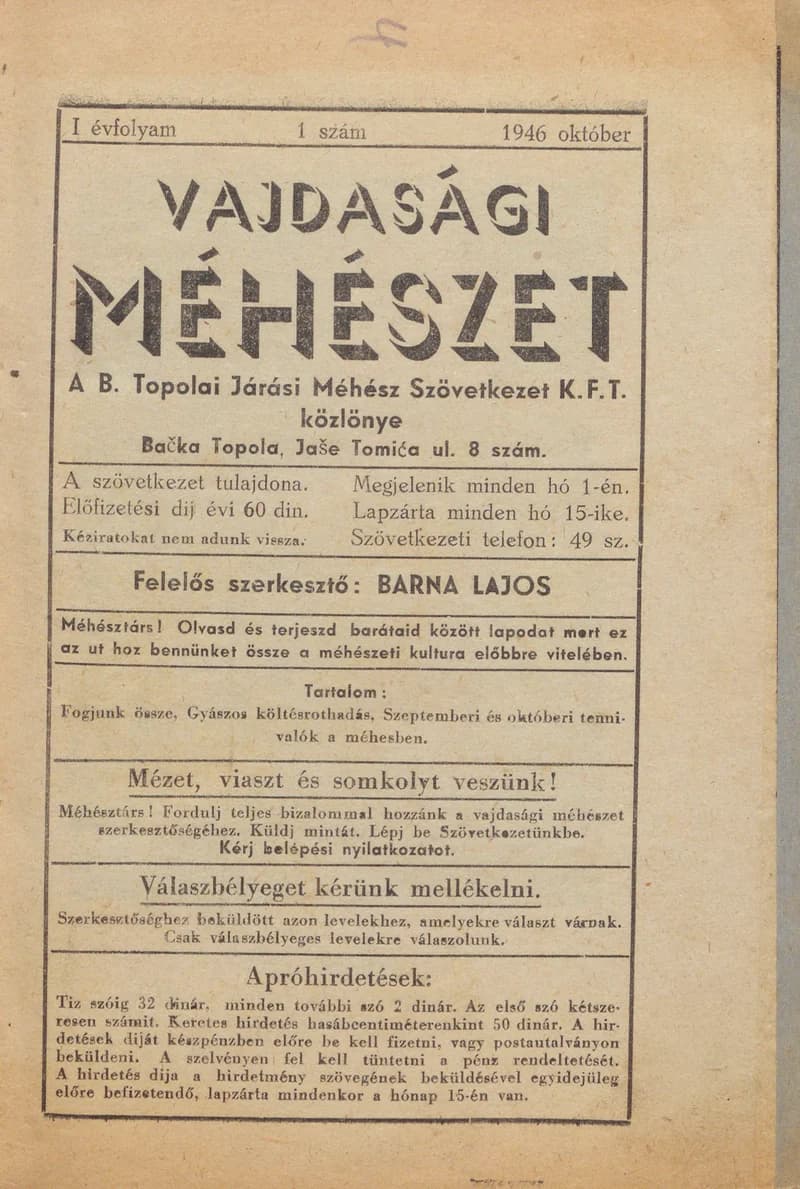 I évfolyam 1 szám 1946 október
VAJDASÁGI
MÉHÉSZET
A B. Topolai Járási Méhész Szövetkezet K.F.T.
közlönye
Bačka Topola, Jaše Tomića ul. 8 szám.
A szövetkezet tulajdona. Megjelenik minden hó 1-én.
Előfizetési dij évi 60 din. Lapzárta minden hó 15-ike.
Kéziratokat nem adunk vissza. Szövetkezeti telefon: 49 sz.
Felelős szerkesztő: BARNA LAJOS
Méhésztárs! Olvasd és terjeszd barátaid között lapodat mert ez
az ut hoz bennünket össze a méhészeti kultura előbbre vitelében.
Tartalom:
Fogjunk össze, Gyászos költésrothadás, Szeptemberi és októberi tenni-
valók a méhesben.
Mézet, viaszt és somkolyt veszünk!
Méhésztárs! Fordulj teljes bizalommal hozzánk a vajdasági méhészet
szerkesztőségéhez. Küldj mintát. Lépj be Szövetkezetünkbe.
Kérj belépési nyilatkozatot.
Válaszbélyeget kérünk mellékelni.
Szerkesztőséghez beküldött azon levelekhez, amelyekre választ várnak.
Csak válaszbélyeges levelekre válaszolunk.
Apróhirdetések:
Tiz szóig 32 dinár, minden további szó 2 dinár. Az első szó kétsze-
resen számit. Keretes hirdetés hasábcentiméterenkint 50 dinár. A hir-
detések diját készpénzben előre be kell fizetni, vagy postautalványon
beküldeni. A szelvényen fel kell tüntetni a pénz rendeltetését.
A hirdetés dija a hirdetmény szövegének beküldésével egyidejüleg
előre befizetendő, lapzárta mindenkor a hónap 15-én van.